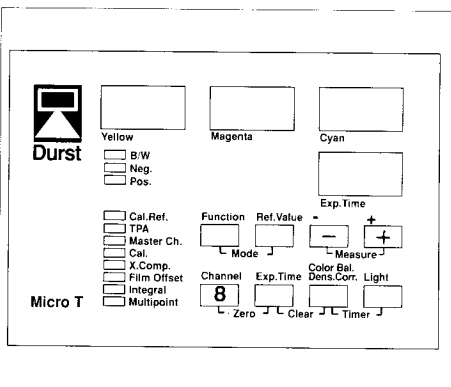 Durst
Yellow
Magenta
Cyan
B/W
Neg.
Pos.
Exp.Time
Cal.Ref.
TPA
Master Ch.
Cal.
X.Comp.
Film Offset
Integral
Multipoint
Function Ref.Value - +
− +
Mode Measure
Channel Exp.Time Color Bal. Dens.Corr. Light
8
Zero Clear Timer
Micro T